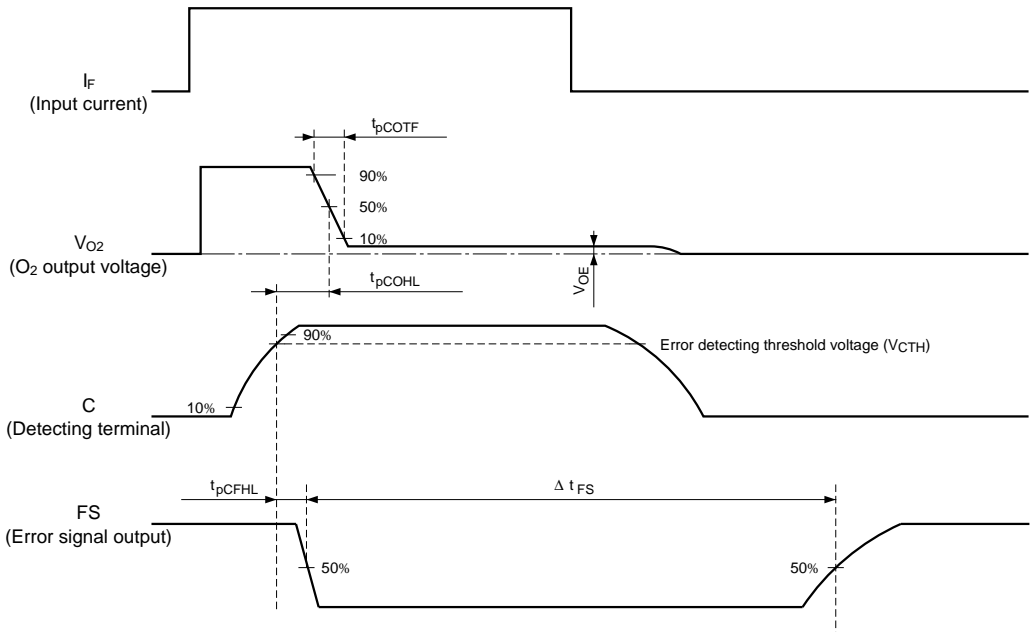 IF
(Input current)
tpCOTF
90%
50%
10%
VO2
(O2 output voltage)
VOE
tpCOHL
90%
Error detecting threshold voltage (VCTH)
10%
C
(Detecting terminal)
tpCFHL
Δ tFS
FS
(Error signal output)
50%
50%